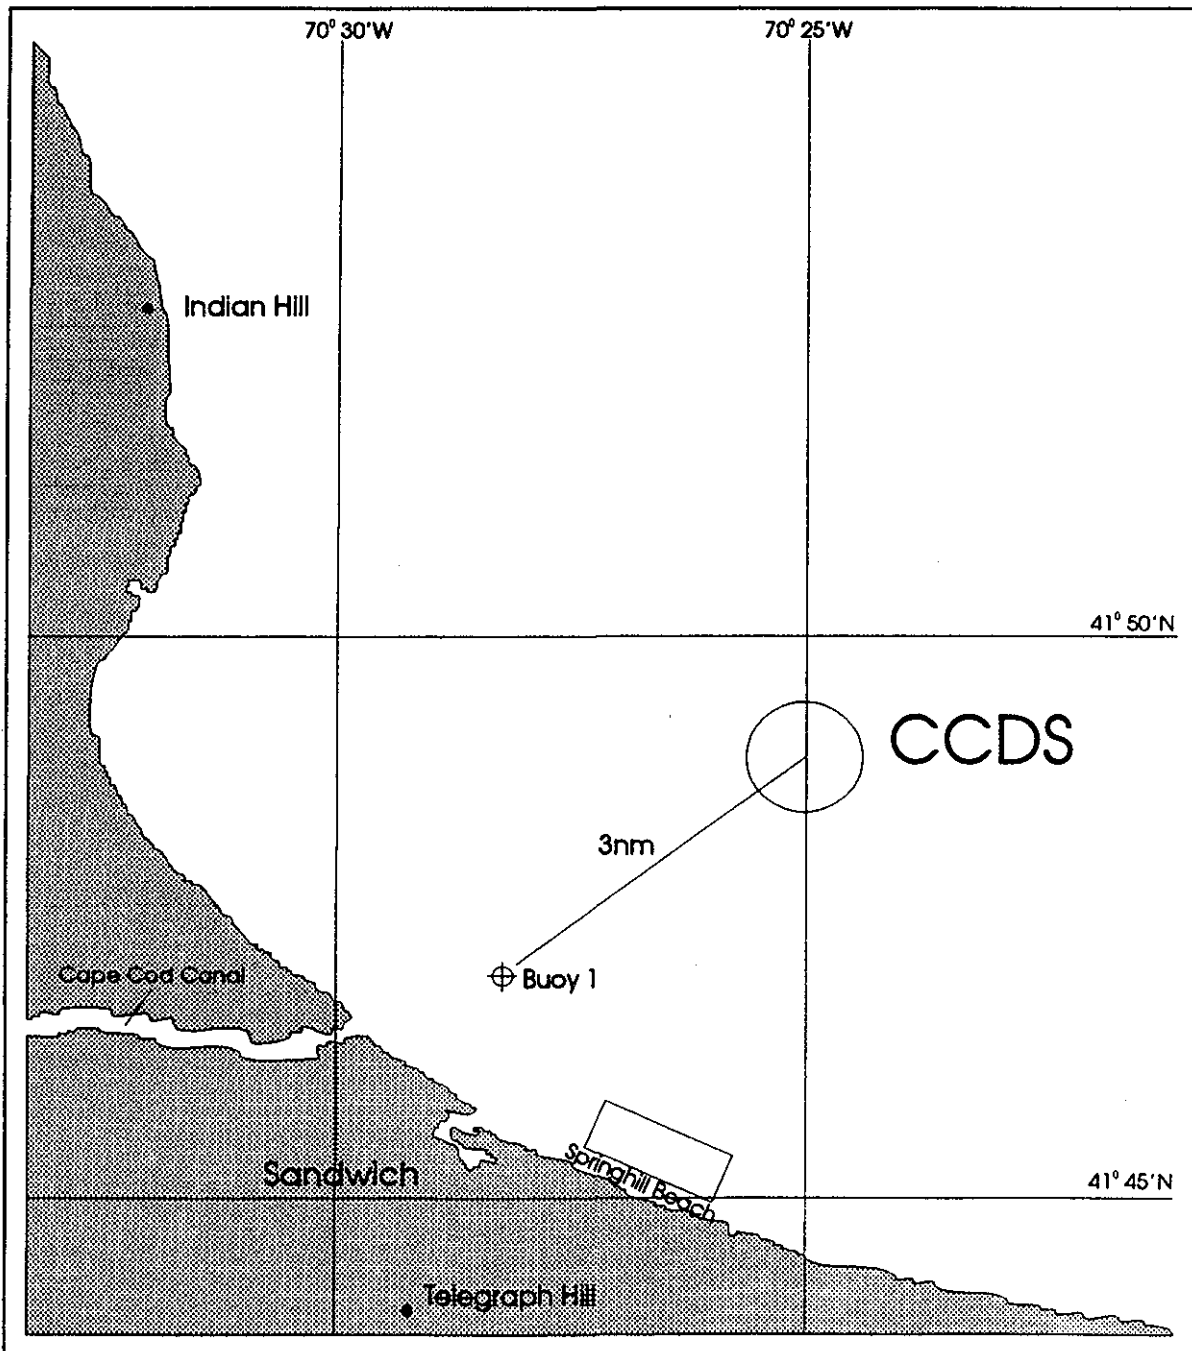 70° 30'W
70° 25'W
Indian Hill
41° 50'N
CCDS
3nm
Cape Cod Canal
Buoy 1
Springhill Beach
Sandwich
41° 45'N
Telegraph Hill